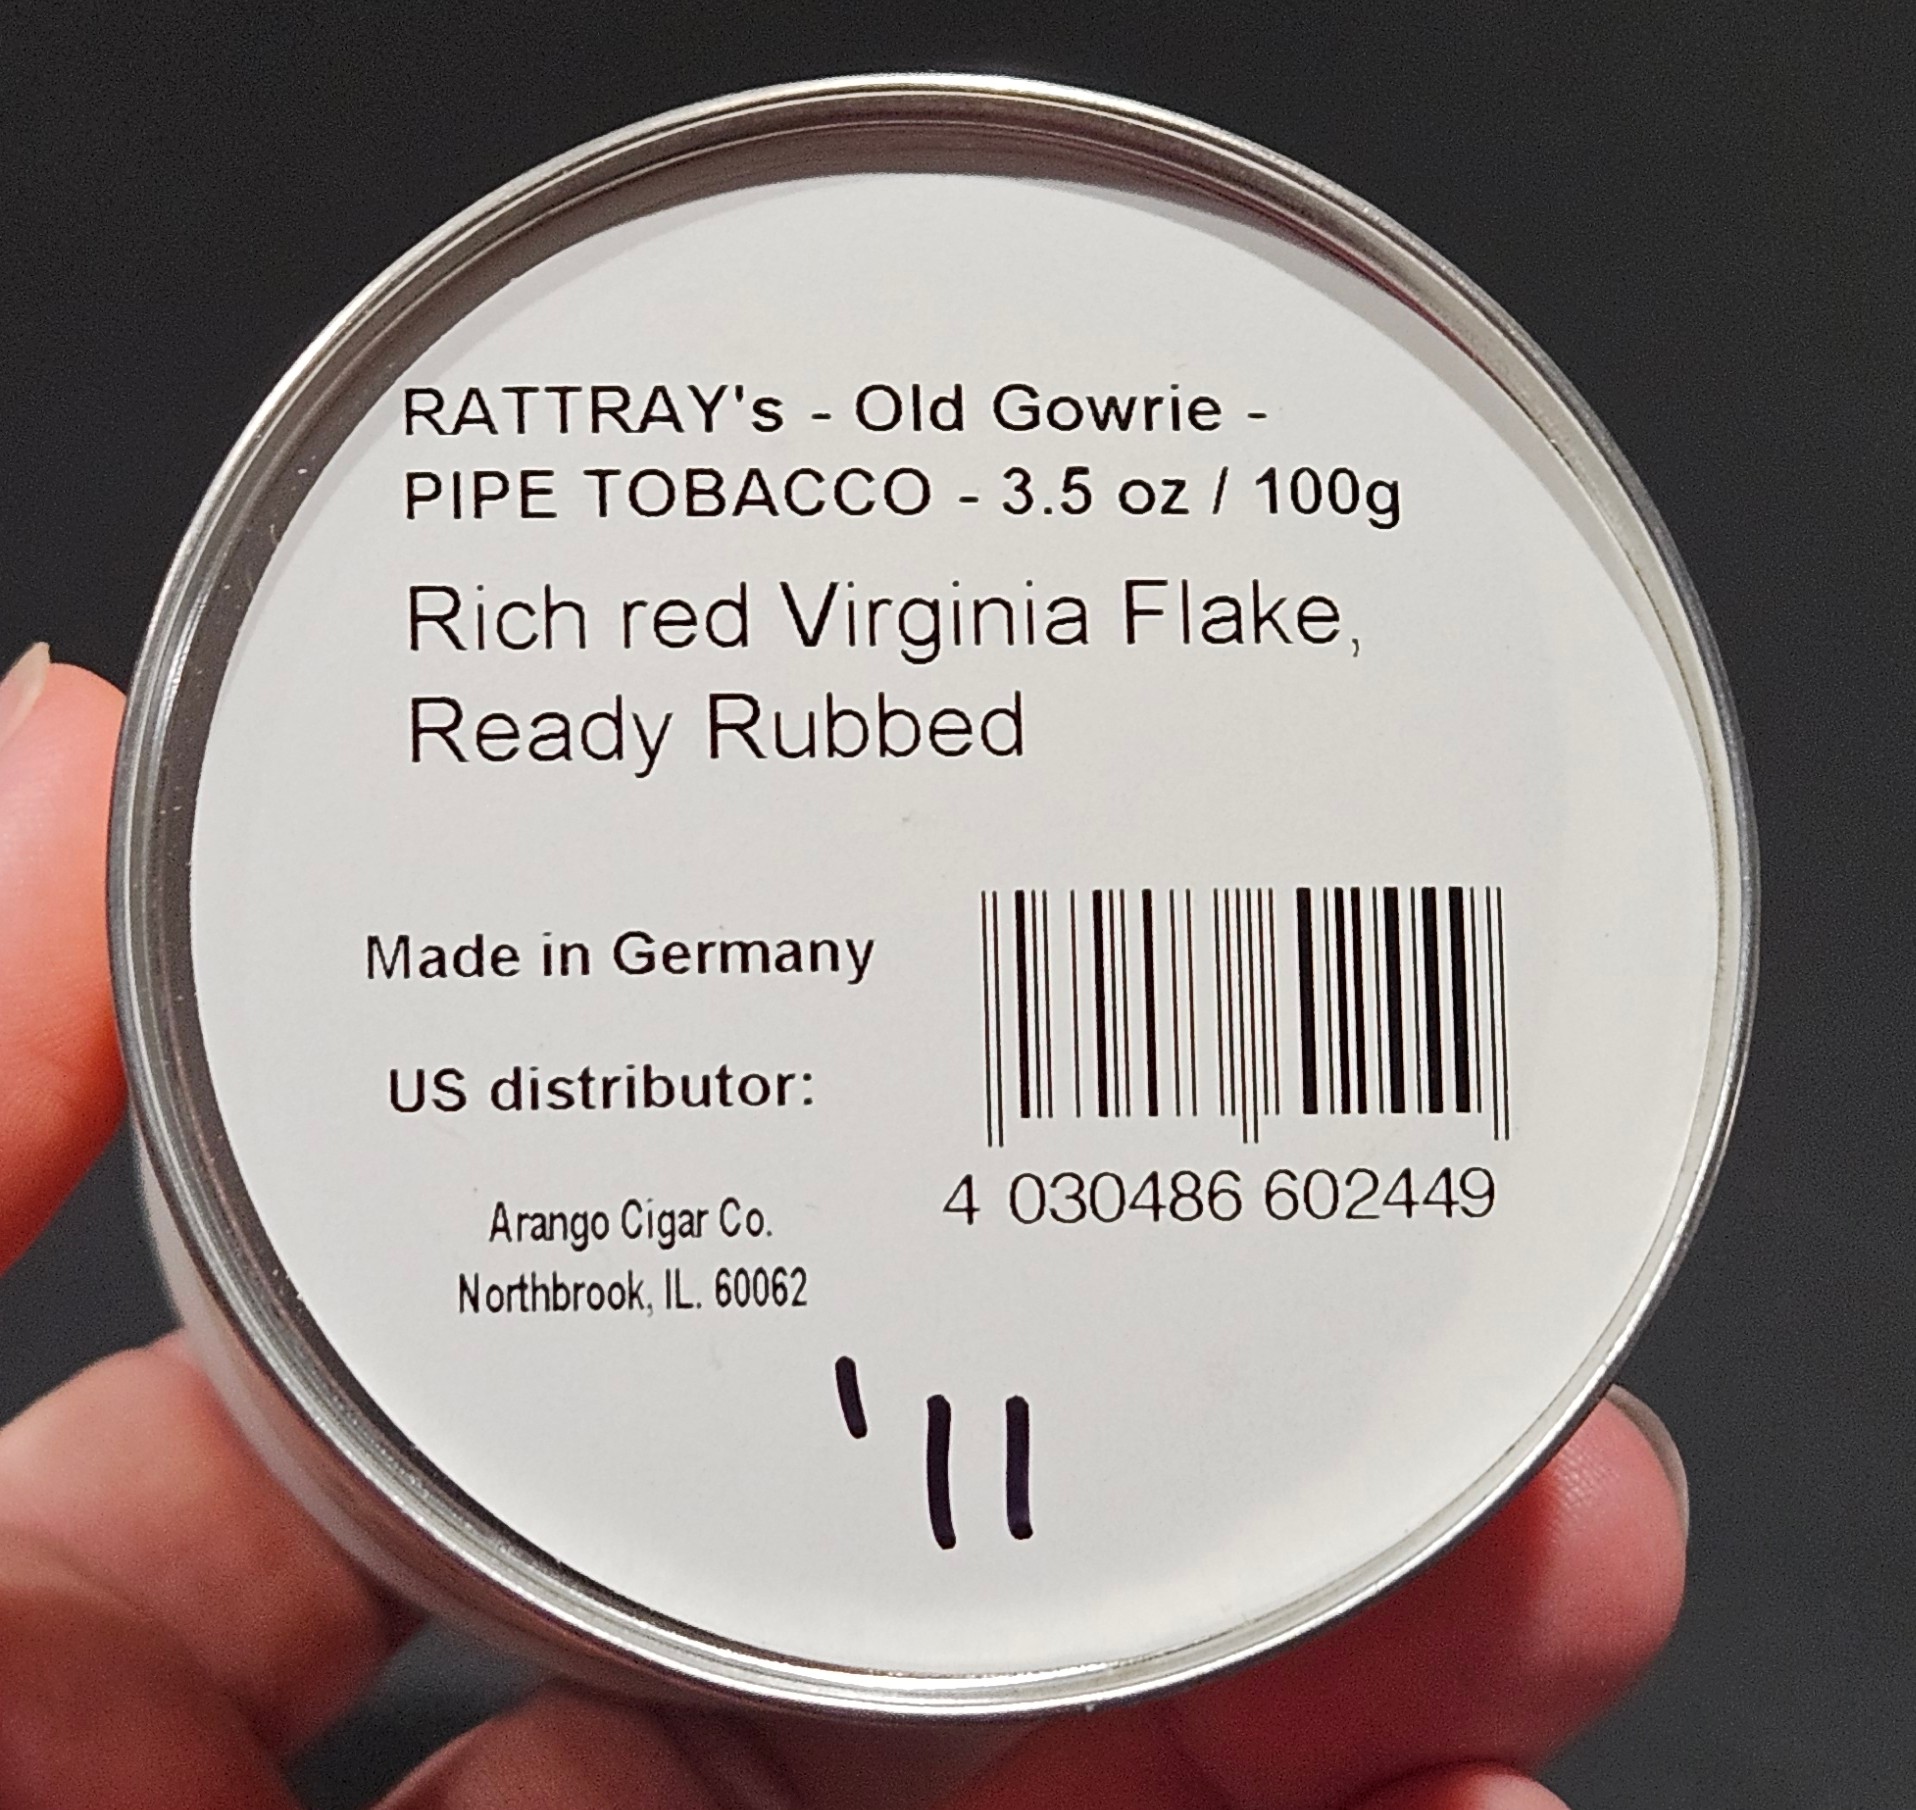 RATTRAY's - Old Gowrie -
PIPE TOBACCO - 3.5 oz / 100g
Rich red Virginia Flake,
Ready Rubbed
Made in Germany
US distributor:
Arango Cigar Co.
Northbrook, IL. 60062
4 030486 602449
'11